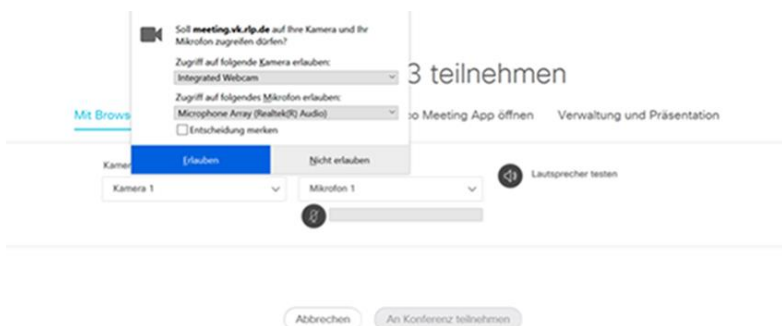 Soll meeting.vk.rlp.de auf Ihre Kamera und Ihr
Mikrofon zugreifen dürfen?
Zugriff auf folgende Kamera erlauben:
Integrated Webcam
3 teilnehmen
Zugriff auf folgendes Mikrofon erlauben:
Microphone Array (Realtek(R) Audio)
Mit Brows
o Meeting App öffnen
Verwaltung und Präsentation
Entscheidung merken
Erlauben
Nicht erlauben
Kamer
Lautsprecher testen
Kamera 1
Mikrofon 1
Abbrechen
An Konferenz teilnehmen